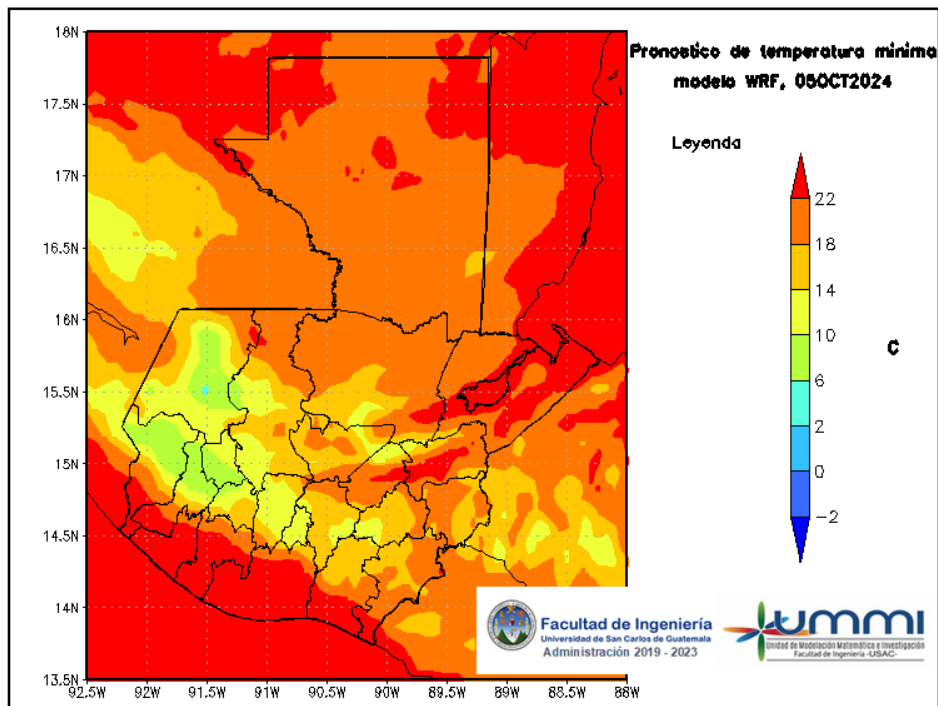 Pronostico de temperatura minima
modelo WRF, 05OCT2024
Leyenda
22
18
14
10
6
2
0
-2
C
18N
17.5N
17N
16.5N
16N
15.5N
15N
14.5N
14N
13.5N
92.5W 92W 91.5W 91W 90.5W 90W 89.5W 89W 88.5W 88W
Facultad de Ingeniería
Universidad de San Carlos de Guatemala
Administración 2019 - 2023
UMMI
Unidad de Modelación Matemática e Investigación
Facultad de Ingeniería -USAC-